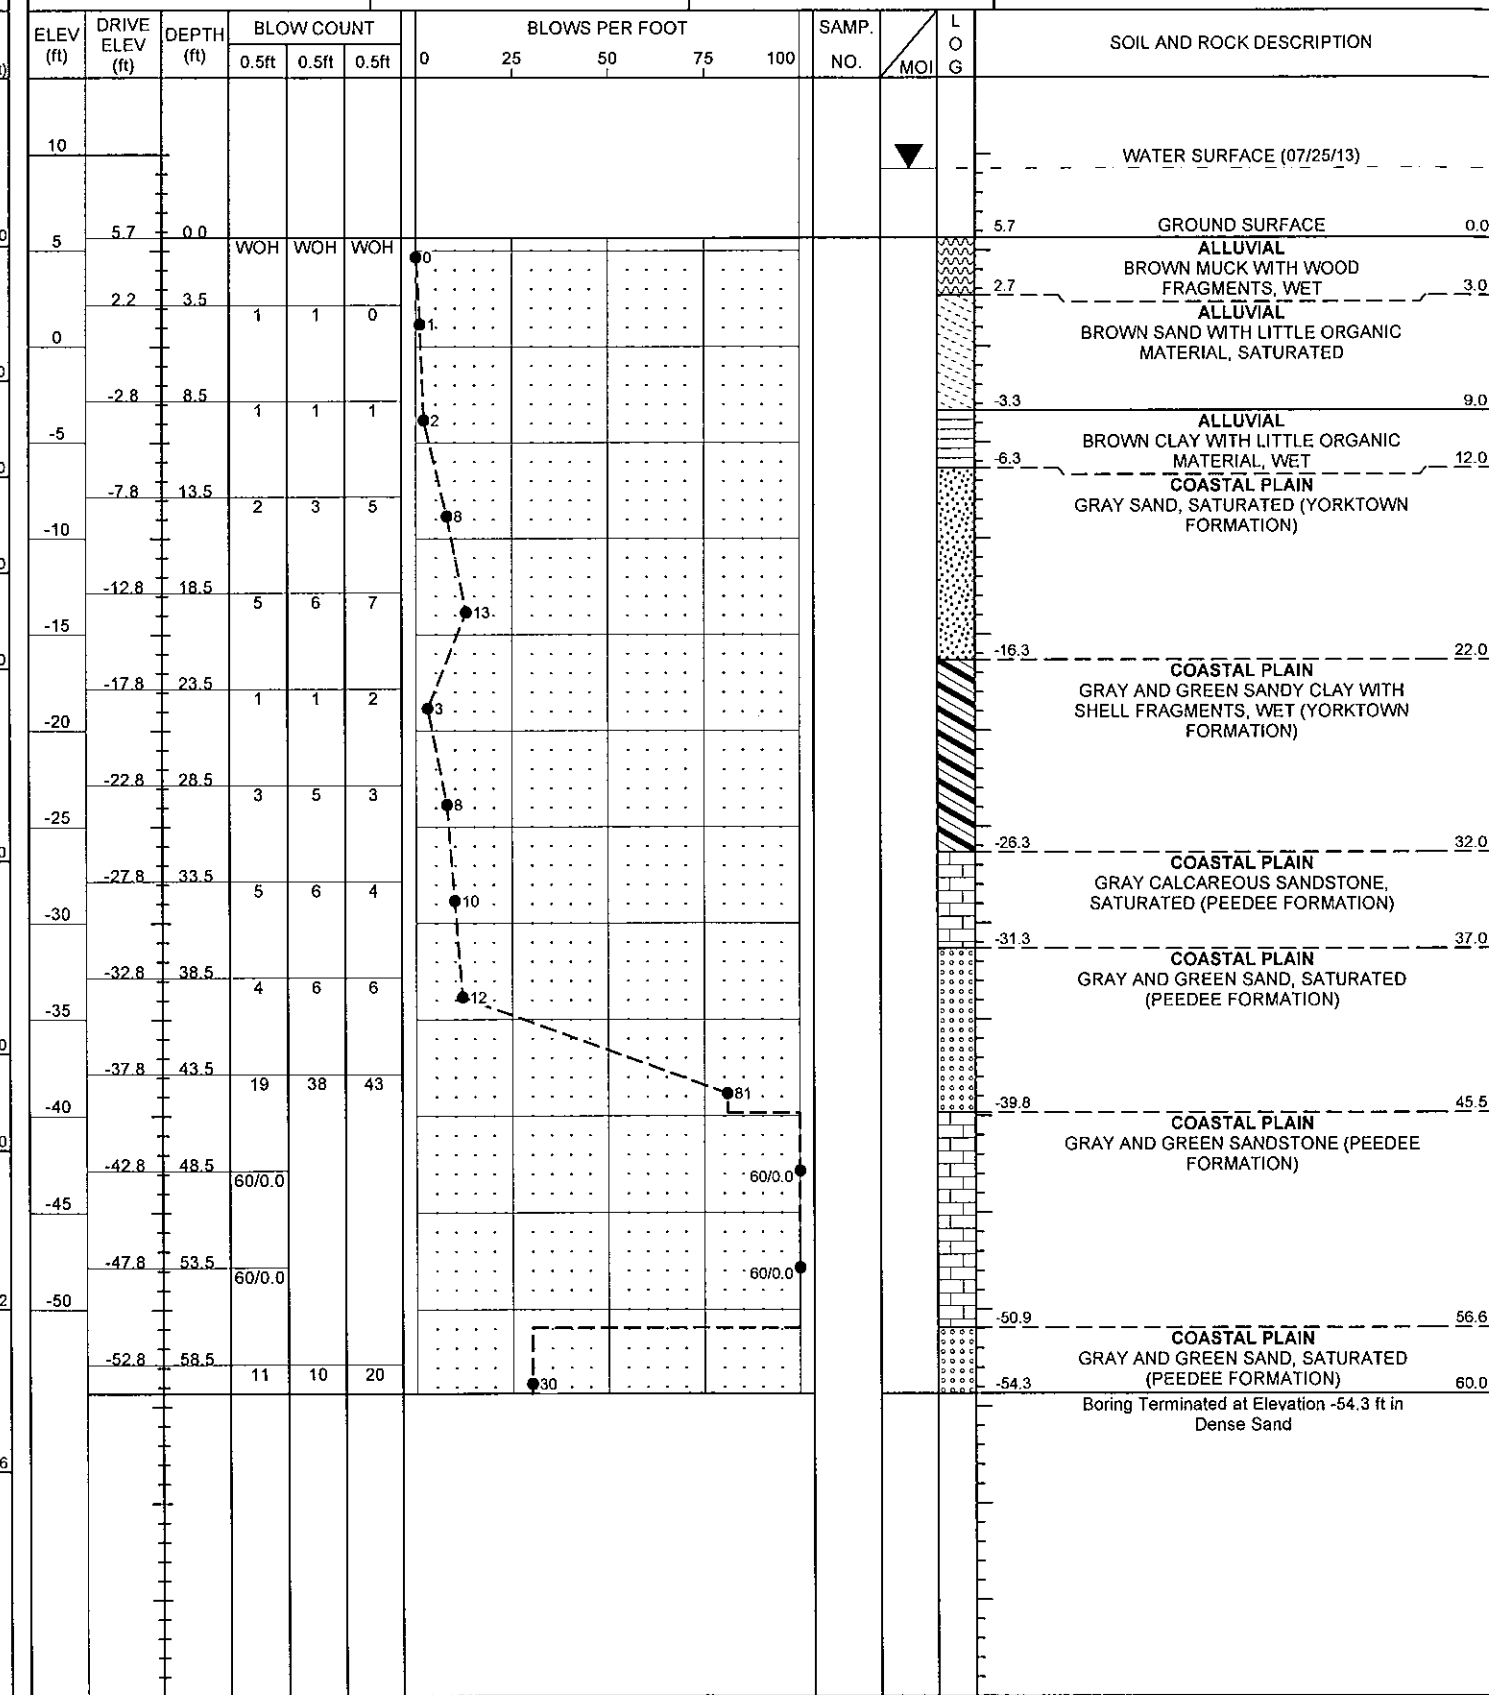 ELEV (ft) DRIVE ELEV (ft) DEPTH (ft) BLOW COUNT 0.5ft 0.5ft 0.5ft BLOWS PER FOOT 0 25 50 75 100 SAMP. NO. MOI LOG SOIL AND ROCK DESCRIPTION
10
WATER SURFACE (07/25/13)
5.7 GROUND SURFACE 0.0
5 5.7 0.0 WOH WOH WOH 0
ALLUVIAL
BROWN MUCK WITH WOOD
FRAGMENTS, WET
2.7 3.0
2.2 3.5 1 1 0 1
ALLUVIAL
BROWN SAND WITH LITTLE ORGANIC
MATERIAL, SATURATED
0
-2.8 8.5 1 1 1 2
-3.3 9.0
ALLUVIAL
BROWN CLAY WITH LITTLE ORGANIC
MATERIAL, WET
-5
-6.3 12.0
COASTAL PLAIN
GRAY SAND, SATURATED (YORKTOWN
FORMATION)
-7.8 13.5 2 3 5 8
-10
-12.8 18.5 5 6 7 13
-15
-16.3 22.0
COASTAL PLAIN
GRAY AND GREEN SANDY CLAY WITH
SHELL FRAGMENTS, WET (YORKTOWN
FORMATION)
-17.8 23.5 1 1 2 3
-20
-22.8 28.5 3 5 3 8
-25
-26.3 32.0
COASTAL PLAIN
GRAY CALCAREOUS SANDSTONE,
SATURATED (PEEDEE FORMATION)
-27.8 33.5 5 6 4 10
-30
-31.3 37.0
COASTAL PLAIN
GRAY AND GREEN SAND, SATURATED
(PEEDEE FORMATION)
-32.8 38.5 4 6 6 12
-35
-37.8 43.5 19 38 43 81
-40
-39.8 45.5
COASTAL PLAIN
GRAY AND GREEN SANDSTONE (PEEDEE
FORMATION)
-42.8 48.5 60/0.0 60/0.0
-45
-47.8 53.5 60/0.0 60/0.0
-50
-50.9 56.6
COASTAL PLAIN
GRAY AND GREEN SAND, SATURATED
(PEEDEE FORMATION)
-52.8 58.5 11 10 20 30
-54.3 60.0
Boring Terminated at Elevation -54.3 ft in
Dense Sand